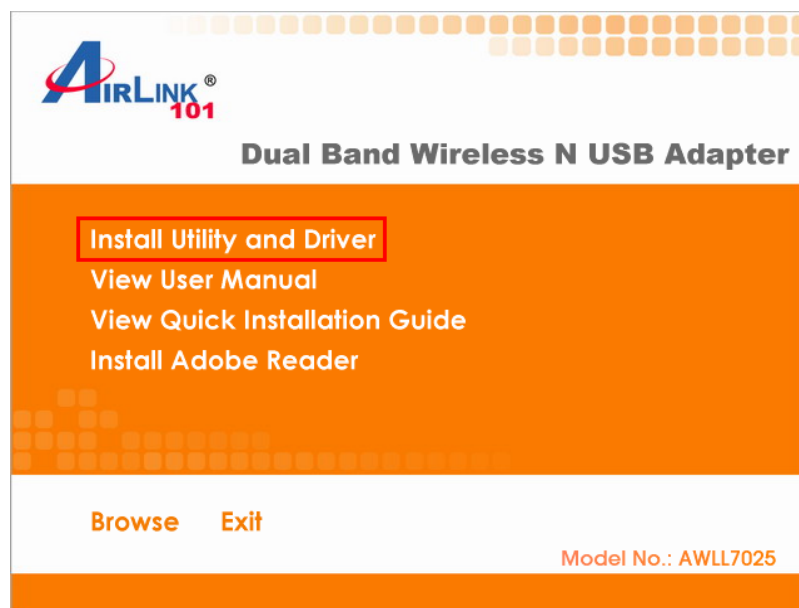 AIRLINK®
101
Dual Band Wireless N USB Adapter
Install Utility and Driver
View User Manual
View Quick Installation Guide
Install Adobe Reader
Browse Exit
Model No.: AWLL7025